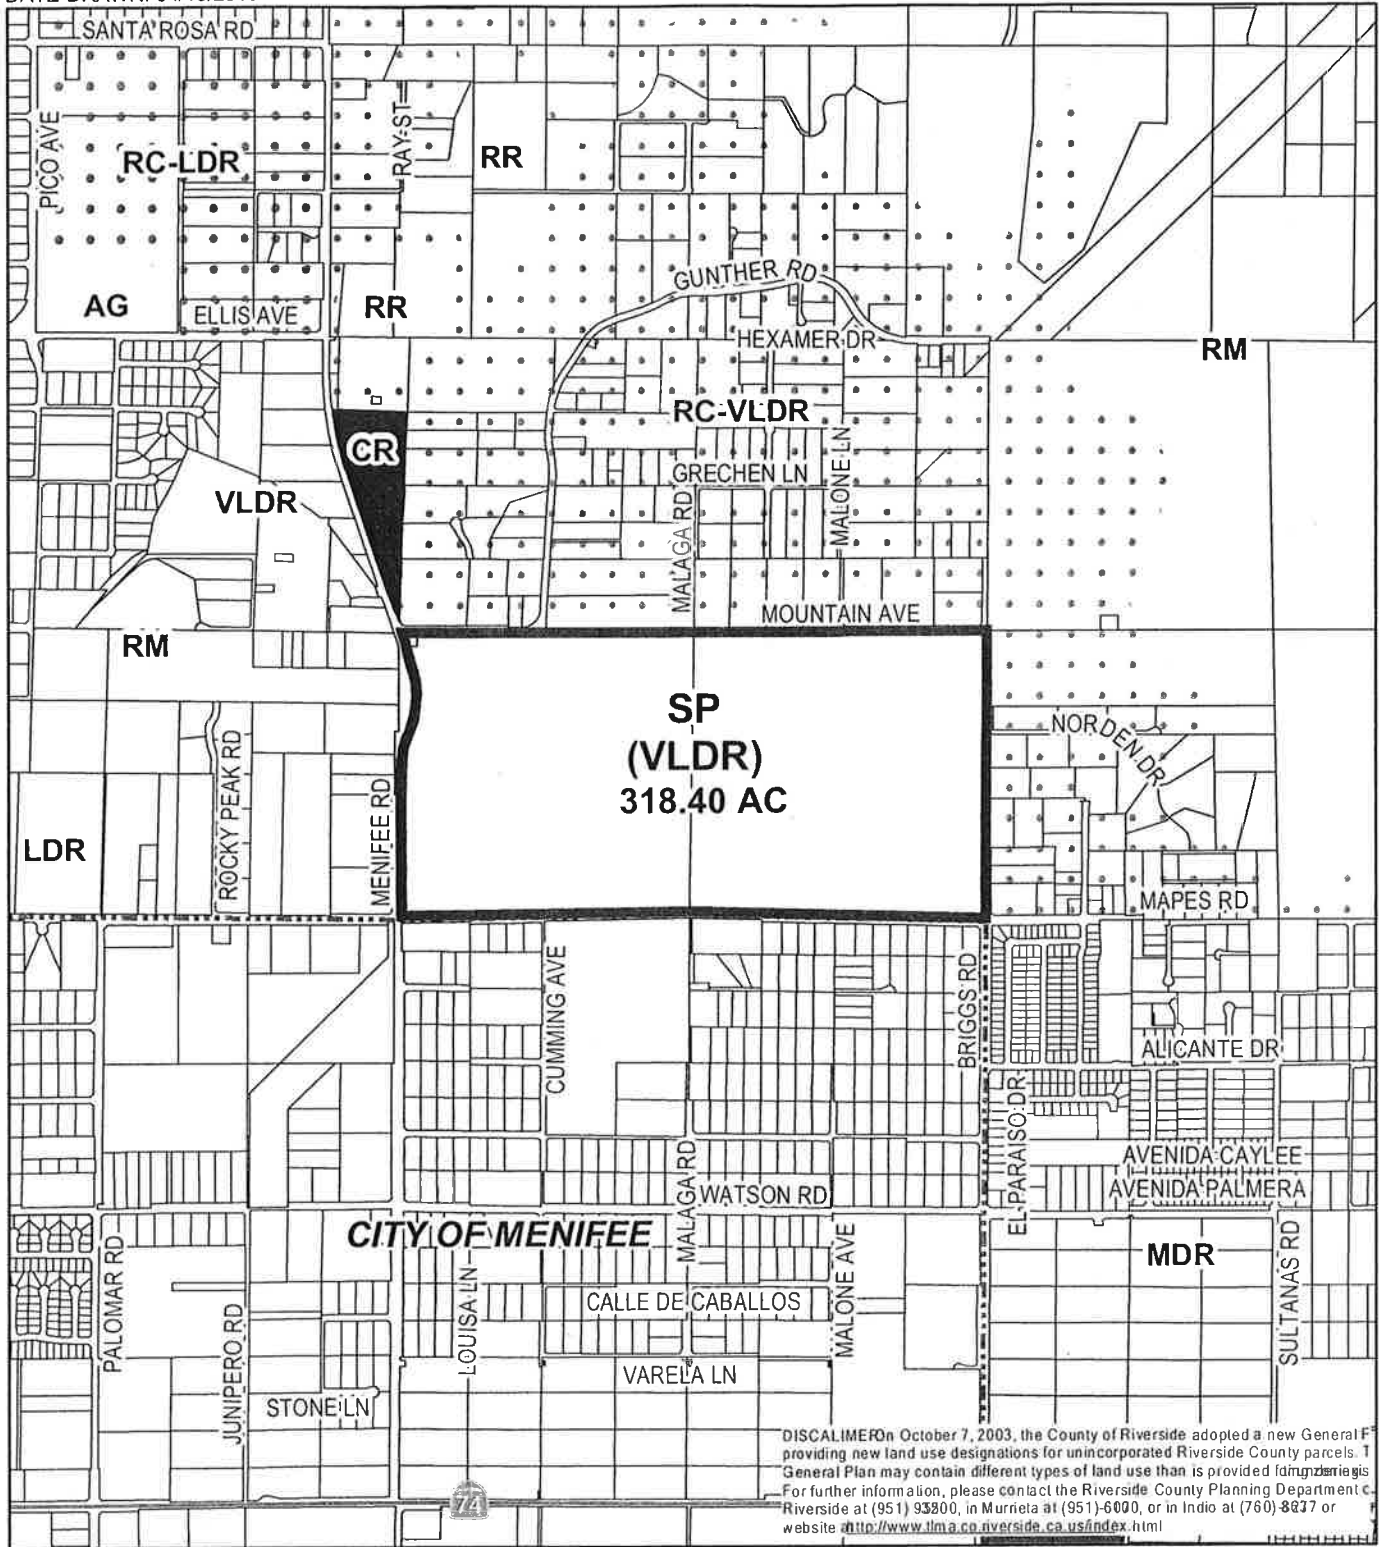 SANTA ROSA RD
PICO AVE
RC-LDR
RAY ST
RR
GUNTHER RD
AG
ELLIS AVE
RR
HEXAMER DR
RM
RC-VLDR
CR
GRECHEN LN
MALONE LN
VLDR
MALAGA RD
MOUNTAIN AVE
RM
SP
(VLDR)
318.40 AC
NORDEN DR
ROCKY PEAK RD
MENIFEE RD
LDR
MAPES RD
CUMMING AVE
BRIGGS RD
ALICANTE DR
EL PARAISO DR
AVENIDA CAYLEE
MALAGA RD
WATSON RD
AVENIDA PALMERA
CITY OF MENIFEE
PALOMAR RD
MALONE AVE
MDR
SULTANAS RD
LOUISA LN
CALLE DE CABALLOS
JUNIPERO RD
VARELA LN
STONE LN
74
DISCALIMER On October 7, 2003, the County of Riverside adopted a new General
providing new land use designations for unincorporated Riverside County parcels.
General Plan may contain different types of land use than is provided
For further information, please contact the Riverside County Planning Department
Riverside at (951) in Murrieta at (951) or in Indio at (760) or
website http://www.tlma.co.riverside.ca.us/index.html